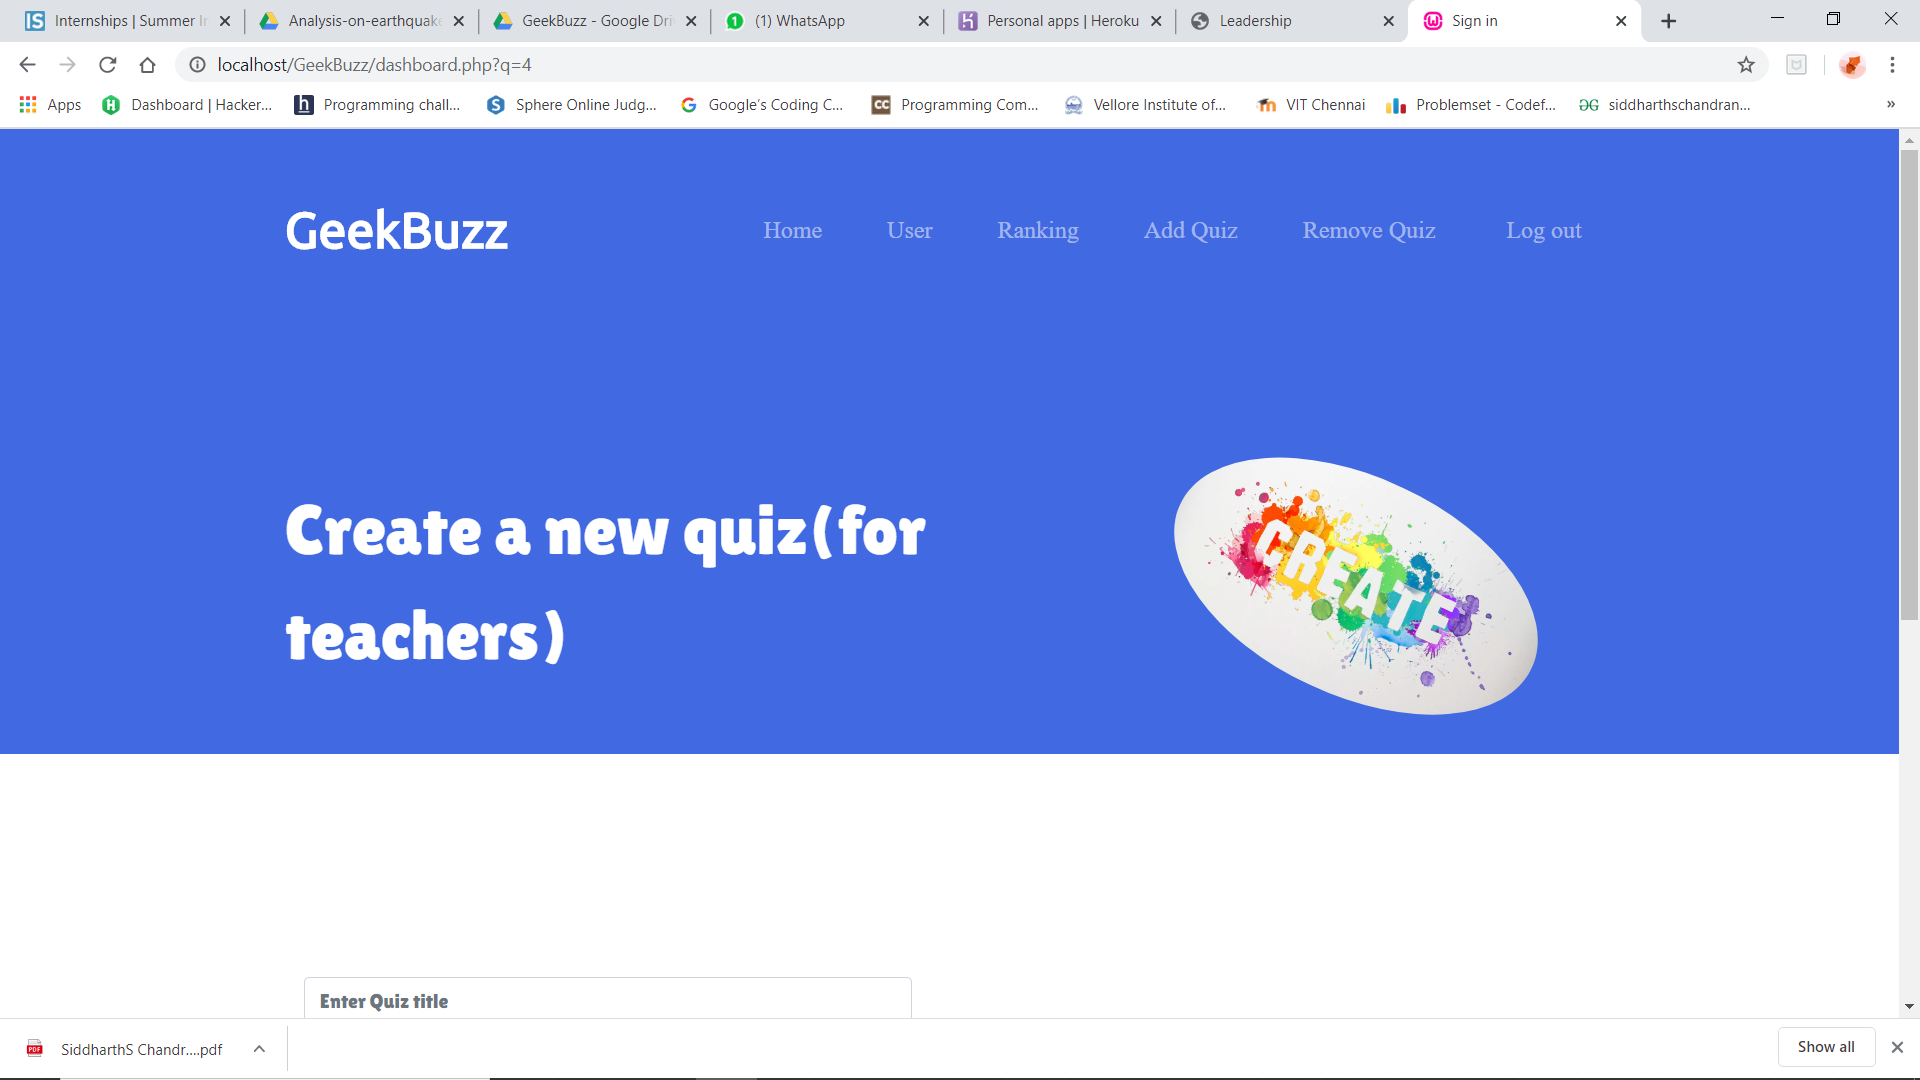 Internships | Summer In
Analysis-on-earthquake
GeekBuzz - Google Driv
(1) WhatsApp
Personal apps | Heroku
Leadership
Sign in
localhost/GeekBuzz/dashboard.php?q=4
Apps
Dashboard | Hacker...
Programming chall...
Sphere Online Judg...
Google's Coding C...
Programming Com...
Vellore Institute of...
VIT Chennai
Problemset - Codef...
siddharthschandran...
GeekBuzz
Home
User
Ranking
Add Quiz
Remove Quiz
Log out
Create a new quiz(for
teachers)
CREATE
Enter Quiz title
SiddharthS Chandr....pdf
Show all